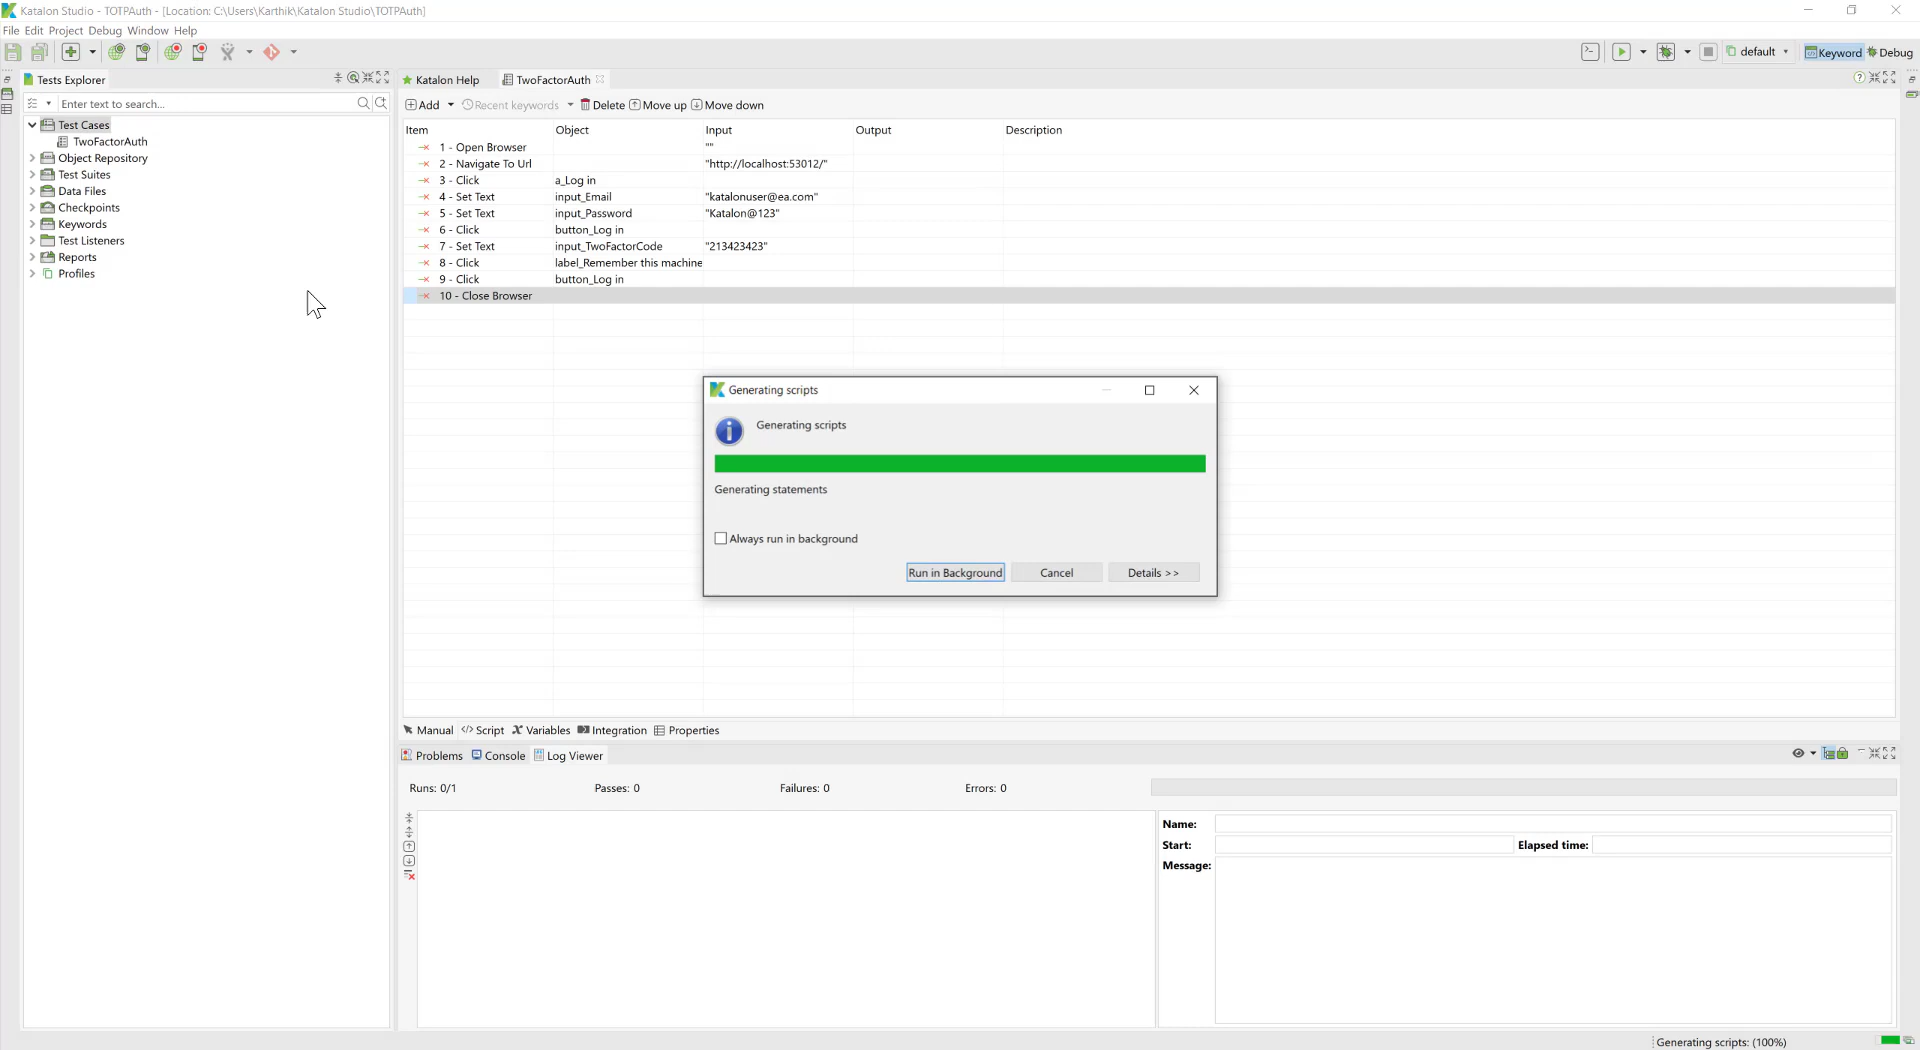 Katalon Studio - TOTPAuth - [Location: C:\Users\Karthik\Katalon Studio\TOTPAuth]
File Edit Project Debug Window Help
default
Keyword
Debug
Tests Explorer
Katalon Help
TwoFactorAuth
Enter text to search...
Add
Recent keywords
Delete
Move up
Move down
Item Object Input Output Description
1 - Open Browser ""
2 - Navigate To Url "http://localhost:53012/"
3 - Click a_Log in
4 - Set Text input_Email "katalonuser@ea.com"
5 - Set Text input_Password "Katalon@123"
6 - Click button_Log in
7 - Set Text input_TwoFactorCode "213423423"
8 - Click label_Remember this machine
9 - Click button_Log in
10 - Close Browser
Test Cases
TwoFactorAuth
Object Repository
Test Suites
Data Files
Checkpoints
Keywords
Test Listeners
Reports
Profiles
Generating scripts
Generating scripts
Generating statements
Always run in background
Run in Background
Cancel
Details >>
Manual
Script
Variables
Integration
Properties
Problems
Console
Log Viewer
Runs: 0/1 Passes: 0 Failures: 0 Errors: 0
Name:
Start: Elapsed time:
Message:
Generating scripts: (100%)